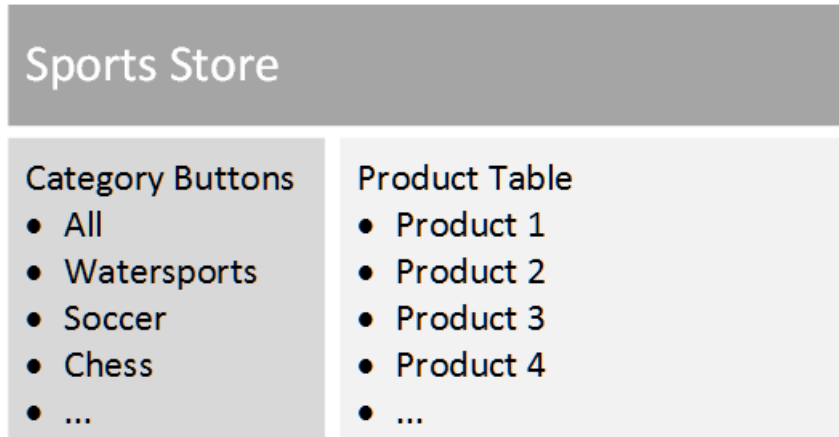 Sports Store
Category Buttons
• All
• Watersports
• Soccer
• Chess
• ...
Product Table
• Product 1
• Product 2
• Product 3
• Product 4
• ...